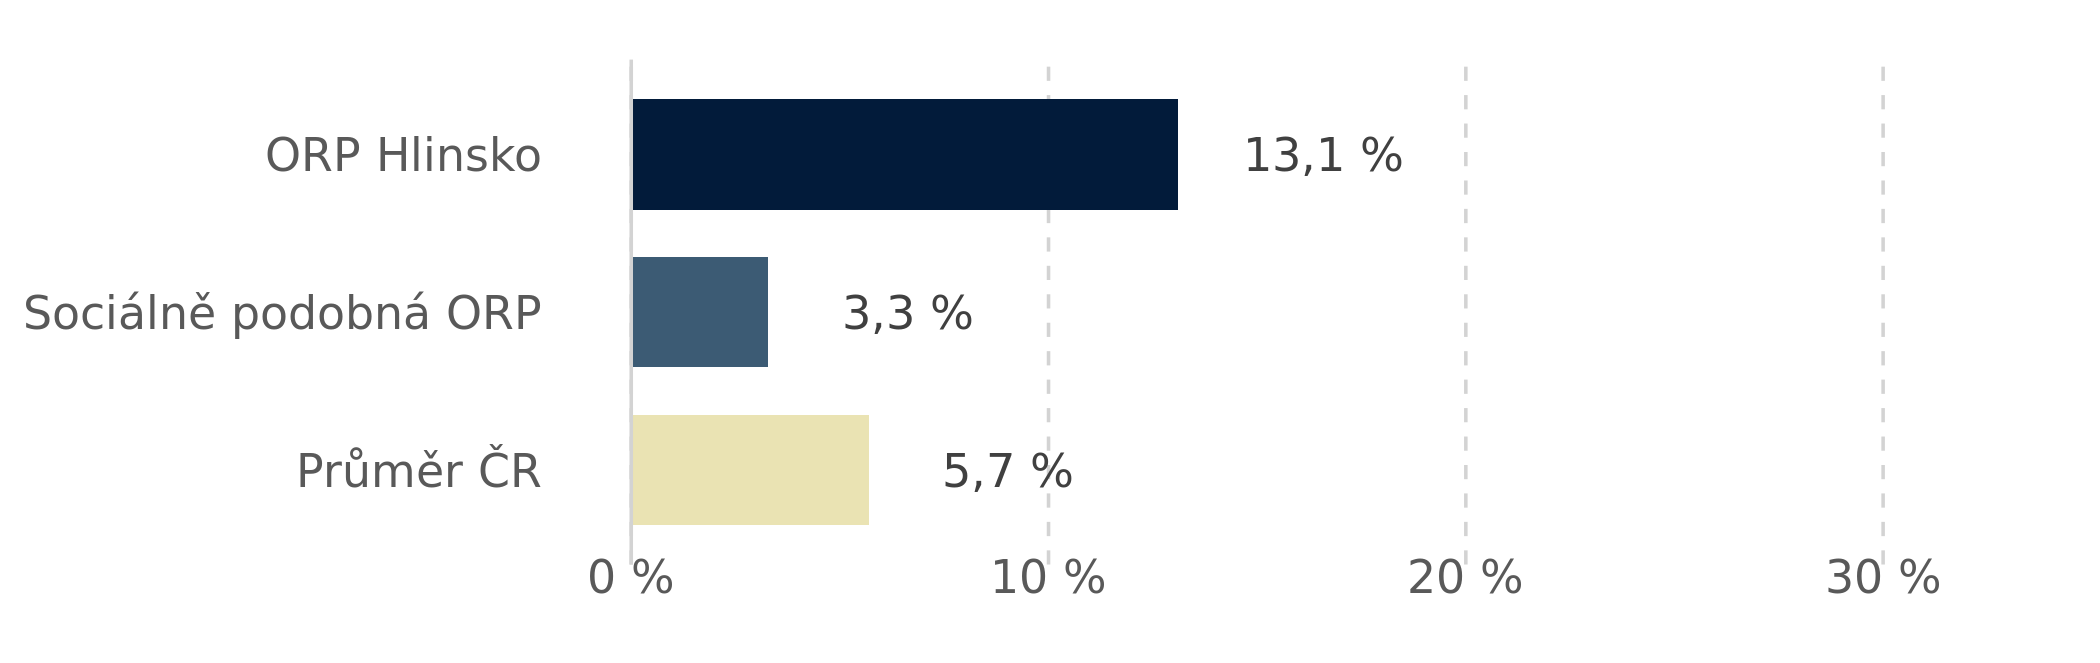 ORP Hlinsko 13,1 %
Sociálně podobná ORP 3,3 %
Průměr ČR 5,7 %
0 % 10 % 20 % 30 %